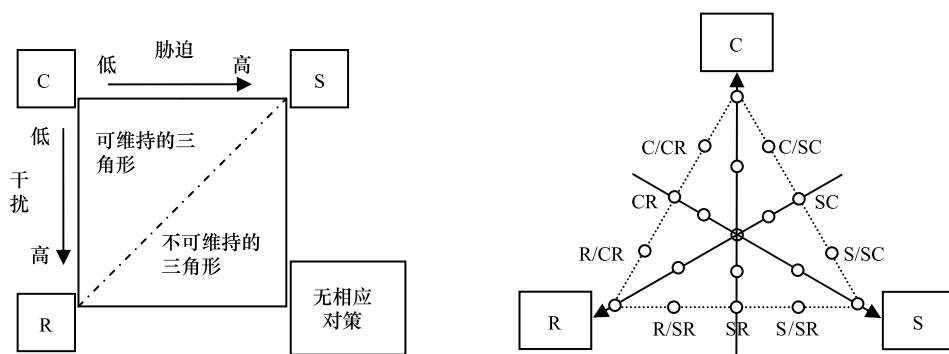 C
低
胁迫
高
S
低
干
扰
高
可维持的三
角形
不可维持的
三角形
R
无相应
对策
C
C/CR
C/SC
CR
SC
R/CR
S/SC
R
R/SR
SR
S/SR
S